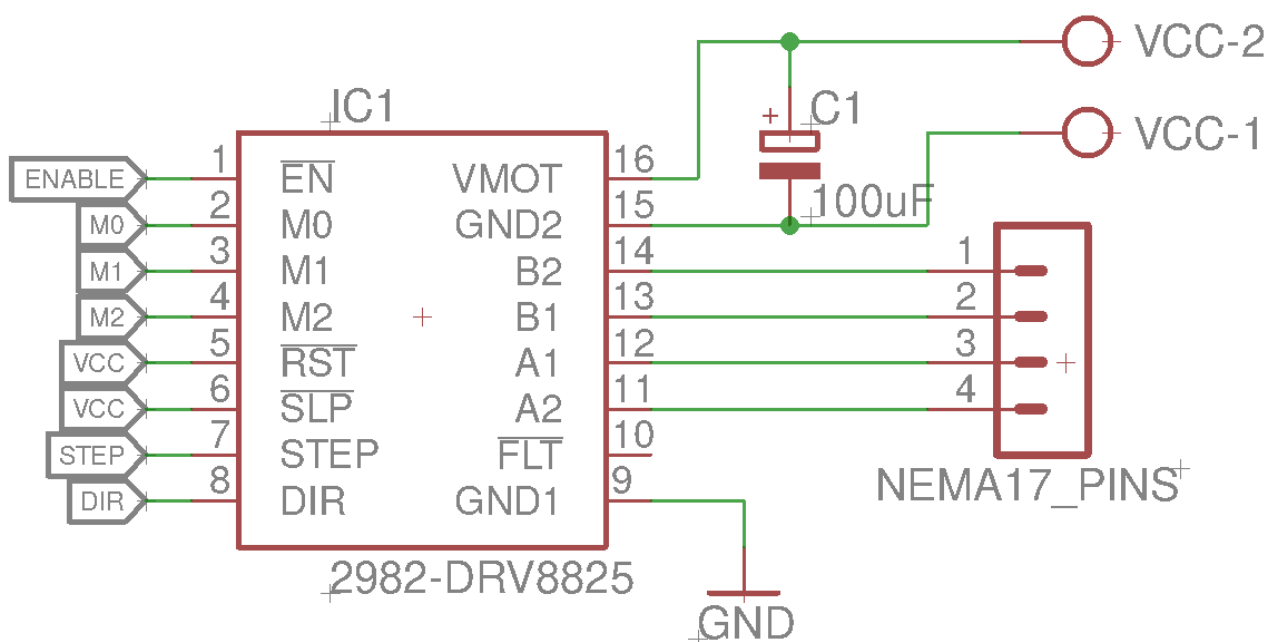 VCC-2
IC1
C1
+
VCC-1
ENABLE 1 EN VMOT 16
100uF
M0 2 M0 GND2 15
M1 3 M1 B2 14 1
M2 4 M2 B1 13 2
VCC 5 RST A1 12 3
VCC 6 SLP A2 11 4
STEP 7 STEP FLT 10
NEMA17_PINS
DIR 8 DIR GND1 9
2982-DRV8825
GND